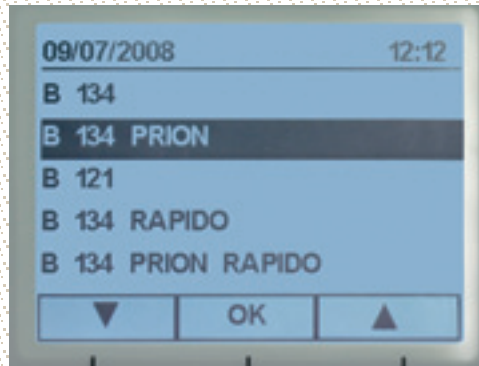 09/07/2008 12:12
B 134
B 134 PRION
B 121
B 134 RAPIDO
B 134 PRION RAPIDO
▼ OK ▲